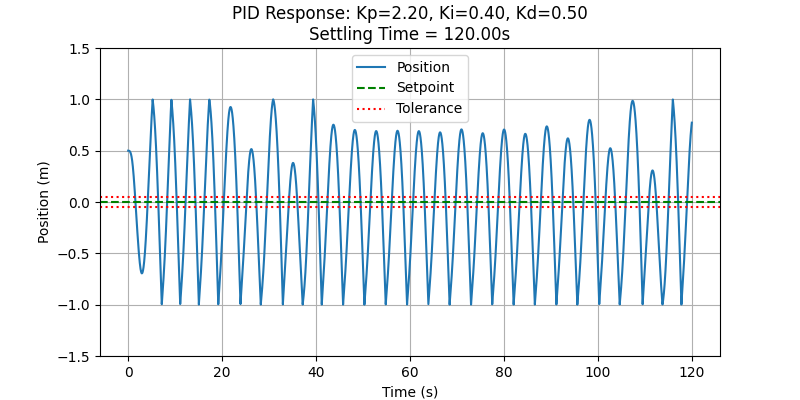 PID Response: Kp=2.20, Ki=0.40, Kd=0.50
Settling Time = 120.00s
Position
Setpoint
Tolerance
1.5
1.0
0.5
0.0
−0.5
−1.0
−1.5
Position (m)
0
20
40
60
80
100
120
Time (s)